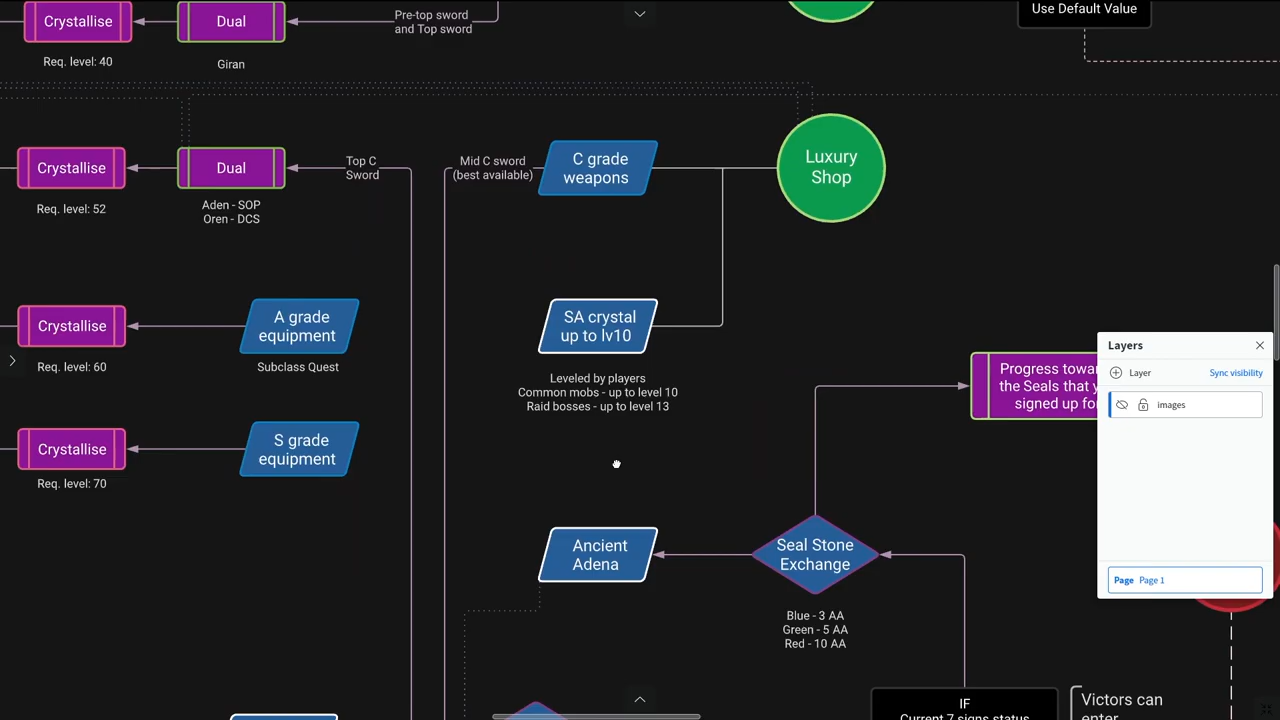 Crystallise
Dual
Pre-top sword
and Top sword
Use Default Value
Req. level: 40
Giran
Crystallise
Dual
Top C
Sword
Mid C sword
(best available)
C grade
weapons
Luxury
Shop
Req. level: 52
Aden - SOP
Oren - DCS
Crystallise
A grade
equipment
SA crystal
up to lv10
Req. level: 60
Subclass Quest
Leveled by players
Common mobs - up to level 10
Raid bosses - up to level 13
Progress towar
the Seals that y
signed up for
Layers
Layer
Sync visibility
images
Crystallise
S grade
equipment
Req. level: 70
Ancient
Adena
Seal Stone
Exchange
Page Page 1
Blue - 3 AA
Green - 5 AA
Red - 10 AA
IF
Current 7 signs status
Victors can
enter